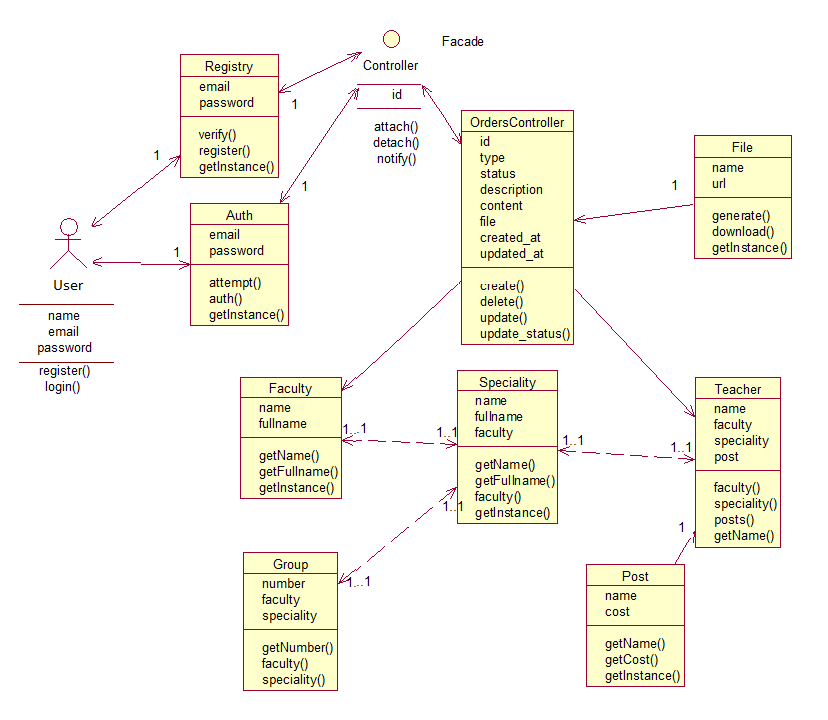 Facade
Controller
id
attach()
detach()
notify()
Registry
email
password
verify()
register()
getInstance()
1
1
1
1
Auth
email
password
attempt()
auth()
getInstance()
User
name
email
password
register()
login()
OrdersController
id
type
status
description
content
file
created_at
updated_at
create()
delete()
update()
update_status()
1
File
name
url
generate()
download()
getInstance()
Faculty
name
fullname
getName()
getFullname()
getInstance()
1...1
1..1
Speciality
name
fullname
faculty
getName()
getFullname()
faculty()
getInstance()
1..1
1..1
Teacher
name
faculty
speciality
post
faculty()
speciality()
posts()
getName()
1..1
1...1
Group
number
faculty
speciality
getNumber()
faculty()
speciality()
1
Post
name
cost
getName()
getCost()
getInstance()